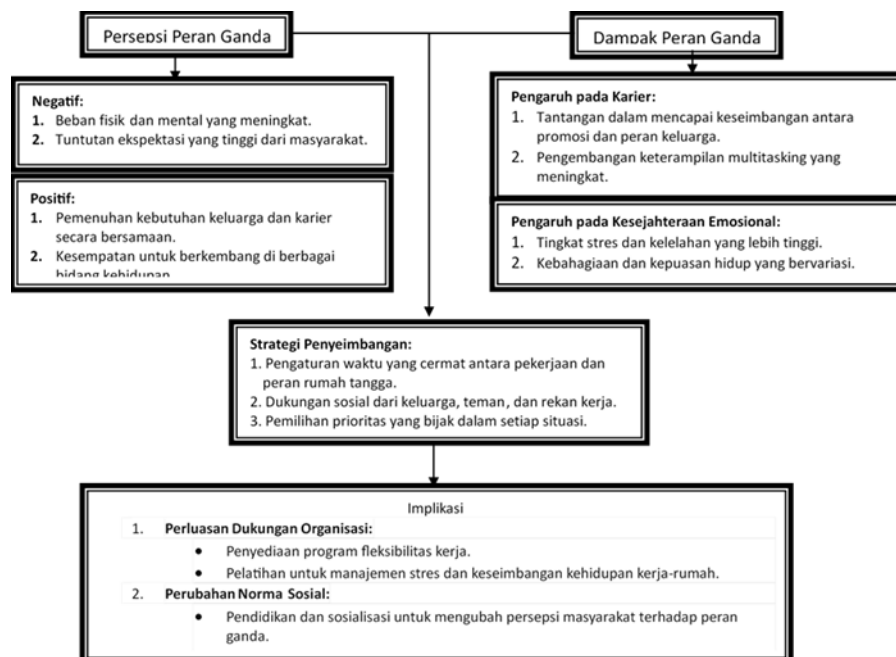 Persepsi Peran Ganda
Dampak Peran Ganda
Negatif:
1. Beban fisik dan mental yang meningkat.
2. Tuntutan ekspektasi yang tinggi dari masyarakat.
Positif:
1. Pemenuhan kebutuhan keluarga dan karier
secara bersamaan.
2. Kesempatan untuk berkembang di berbagai
bidang kehidupan
Pengaruh pada Karier:
1. Tantangan dalam mencapai keseimbangan antara
promosi dan peran keluarga.
2. Pengembangan keterampilan multitasking yang
meningkat.
Pengaruh pada Kesejahteraan Emosional:
1. Tingkat stres dan kelelahan yang lebih tinggi.
2. Kebahagiaan dan kepuasan hidup yang bervariasi.
Strategi Penyeimbangan:
1. Pengaturan waktu yang cermat antara pekerjaan dan
peran rumah tangga.
2. Dukungan sosial dari keluarga, teman, dan rekan kerja.
3. Pemilihan prioritas yang bijak dalam setiap situasi.
Implikasi
1. Perluasan Dukungan Organisasi:
• Penyediaan program fleksibilitas kerja.
• Pelatihan untuk manajemen stres dan keseimbangan kehidupan kerja-rumah.
2. Perubahan Norma Sosial:
• Pendidikan dan sosialisasi untuk mengubah persepsi masyarakat terhadap peran
ganda.